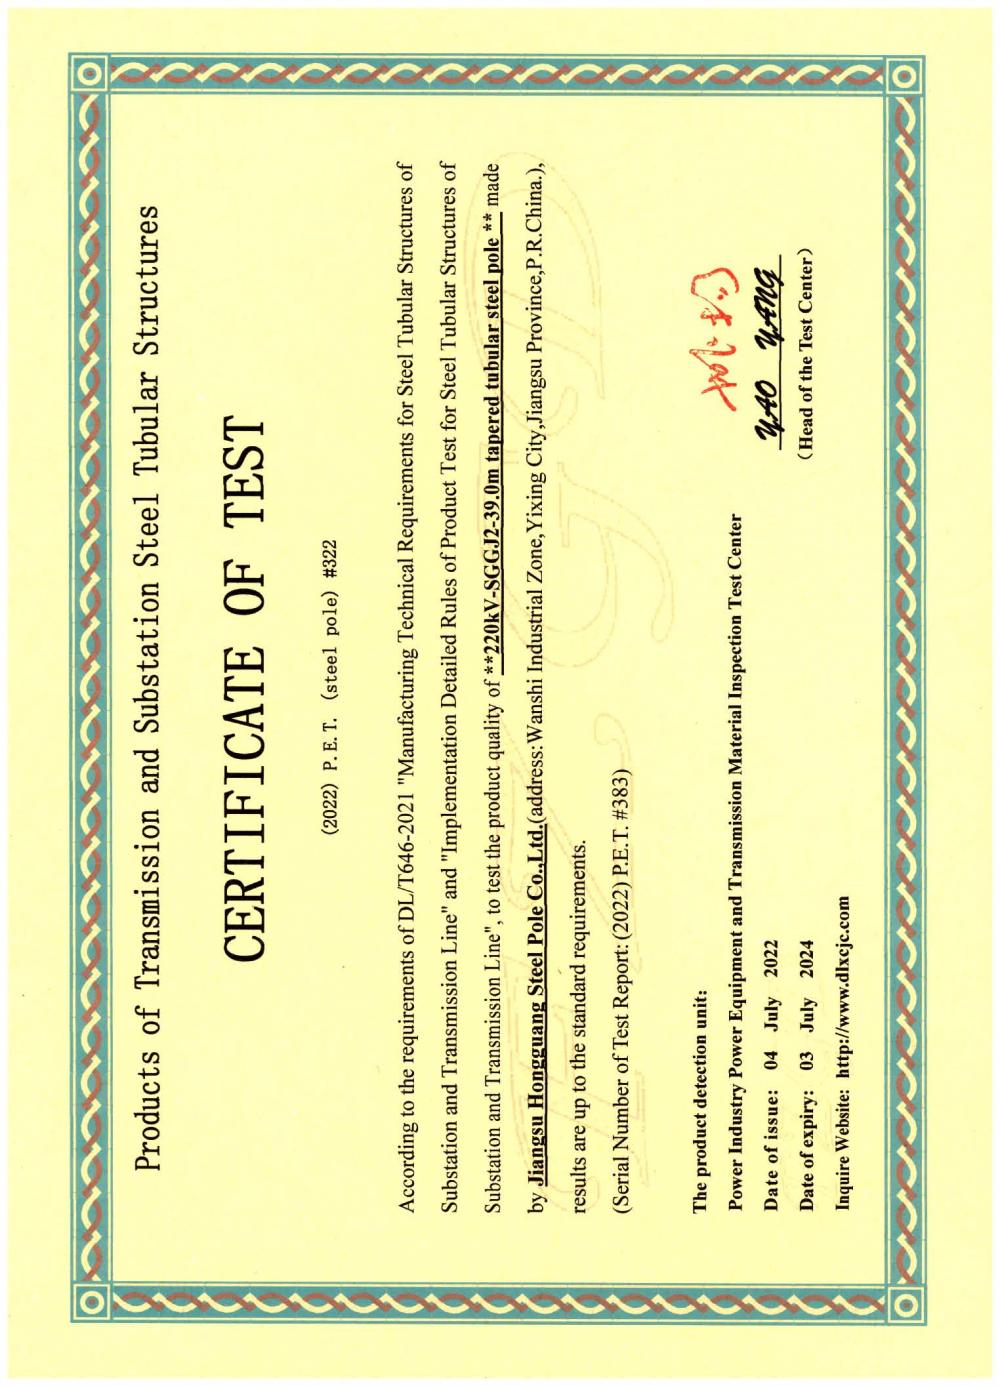 Products of Transmission and Substation Steel Tubular Structures
CERTIFICATE OF TEST
(2022) P. E. T. (steel pole) #322
According to the requirements of DL/T646-2021 "Manufacturing Technical Requirements for Steel Tubular Structures of
Substation and Transmission Line" and "Implementation Detailed Rules of Product Test for Steel Tubular Structures of
Substation and Transmission Line", to test the product quality of **220kV-SGGJ2-39.0m tapered tubular steel pole ** made
by Jiangsu Hongguang Steel Pole Co.,Ltd.(address:Wanshi Industrial Zone,Yixing City,Jiangsu Province,P.R.China.),
results are up to the standard requirements.
(Serial Number of Test Report: (2022) P.E.T. #383)
姚扬
YAO YANG
(Head of the Test Center)
The product detection unit:
Power Industry Power Equipment and Transmission Material Inspection Test Center
Date of issue: 04 July 2022
Date of expiry: 03 July 2024
Inquire Website: http://www.dlxcjc.com